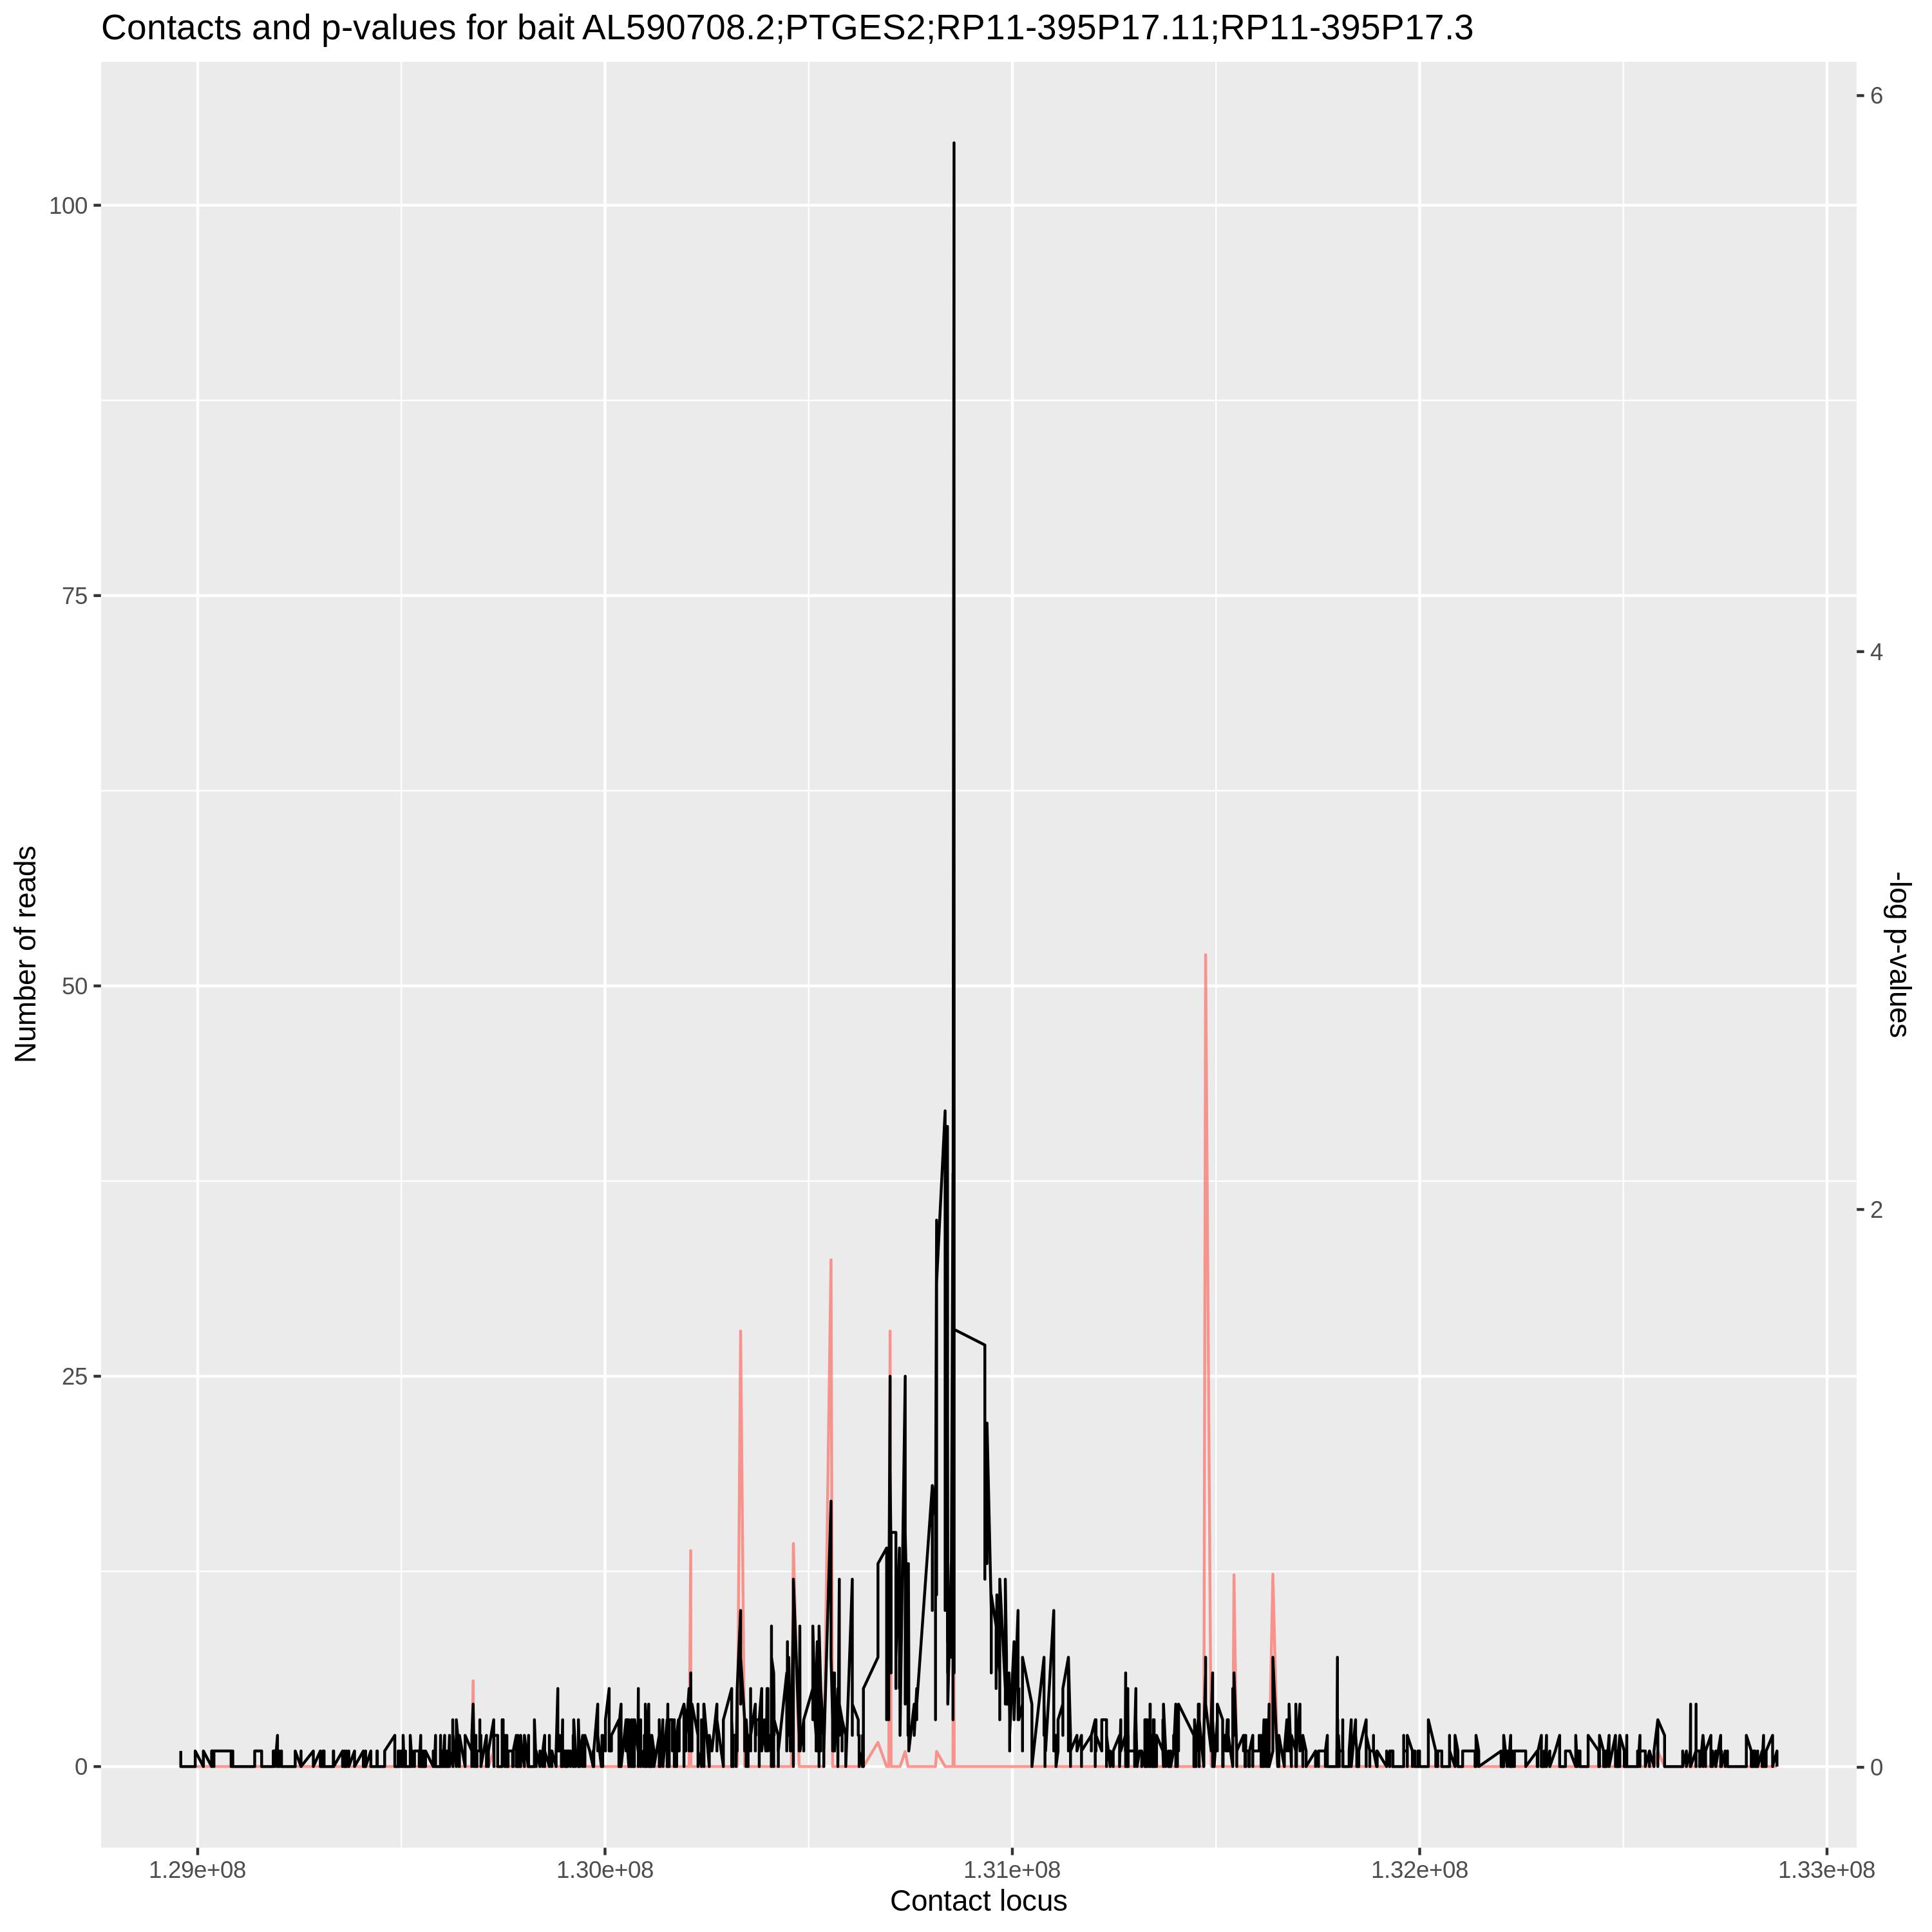 Contacts and p-values for bait AL590708.2;PTGES2;RP11-395P17.11;RP11-395P17.3
Number of reads
100
75
50
25
0
6
4
2
0
-log p-values
1.29e+08
1.30e+08
1.31e+08
1.32e+08
1.33e+08
Contact locus